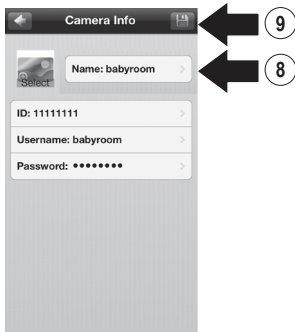 Camera Info
9
Select
Name: babyroom
8
ID: 11111111
Username: babyroom
Password: ••••••••